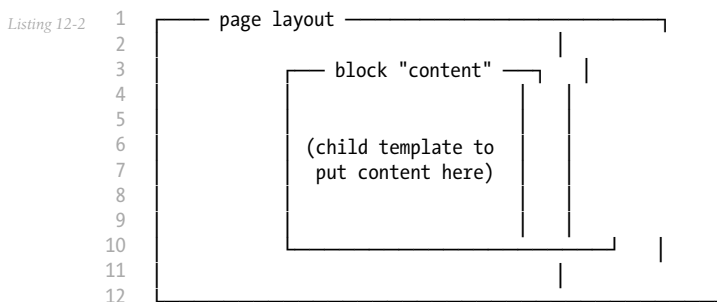 Listing 12-2
1 page layout
2
3 block "content"
4
5
6 (child template to
7 put content here)
8
9
10
11
12